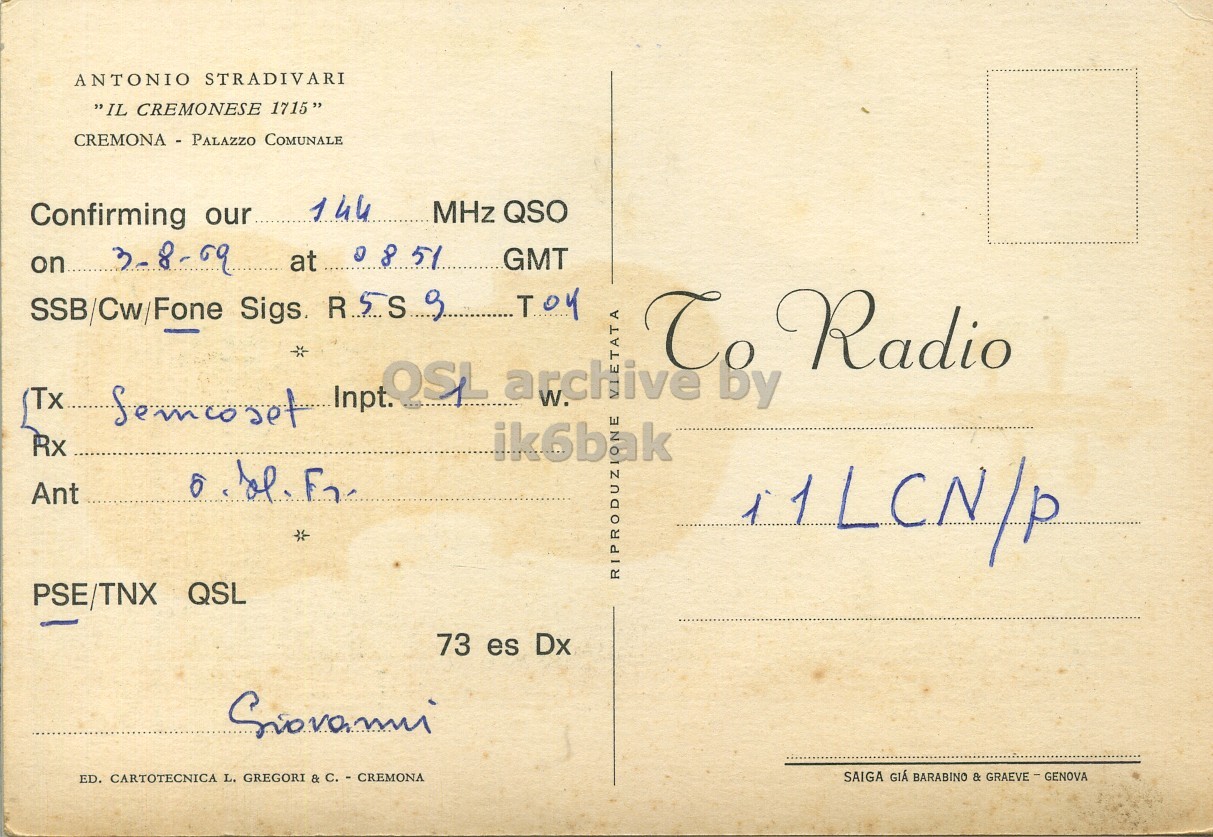 ANTONIO STRADIVARI
"IL CREMONESE 1715"
CREMONA - PALAZZO COMUNALE
Confirming our 144 MHz QSO
on 3-8-69 at 0851 GMT
SSB/Cw/Fone Sigs. R 5 S 9 T 04
Tx Semcoset Inpt. 1 w.
Rx
Ant
PSE/TNX QSL
73 es Dx
Giovanni
ED. CARTOTECNICA L. GREGORI & C. - CREMONA
RIPRODUZIONE VIETATA
To Radio
i1LCN/p
SAIGA GIÁ BARABINO & GRAEVE - GENOVA
QSL archive by
ik6bak